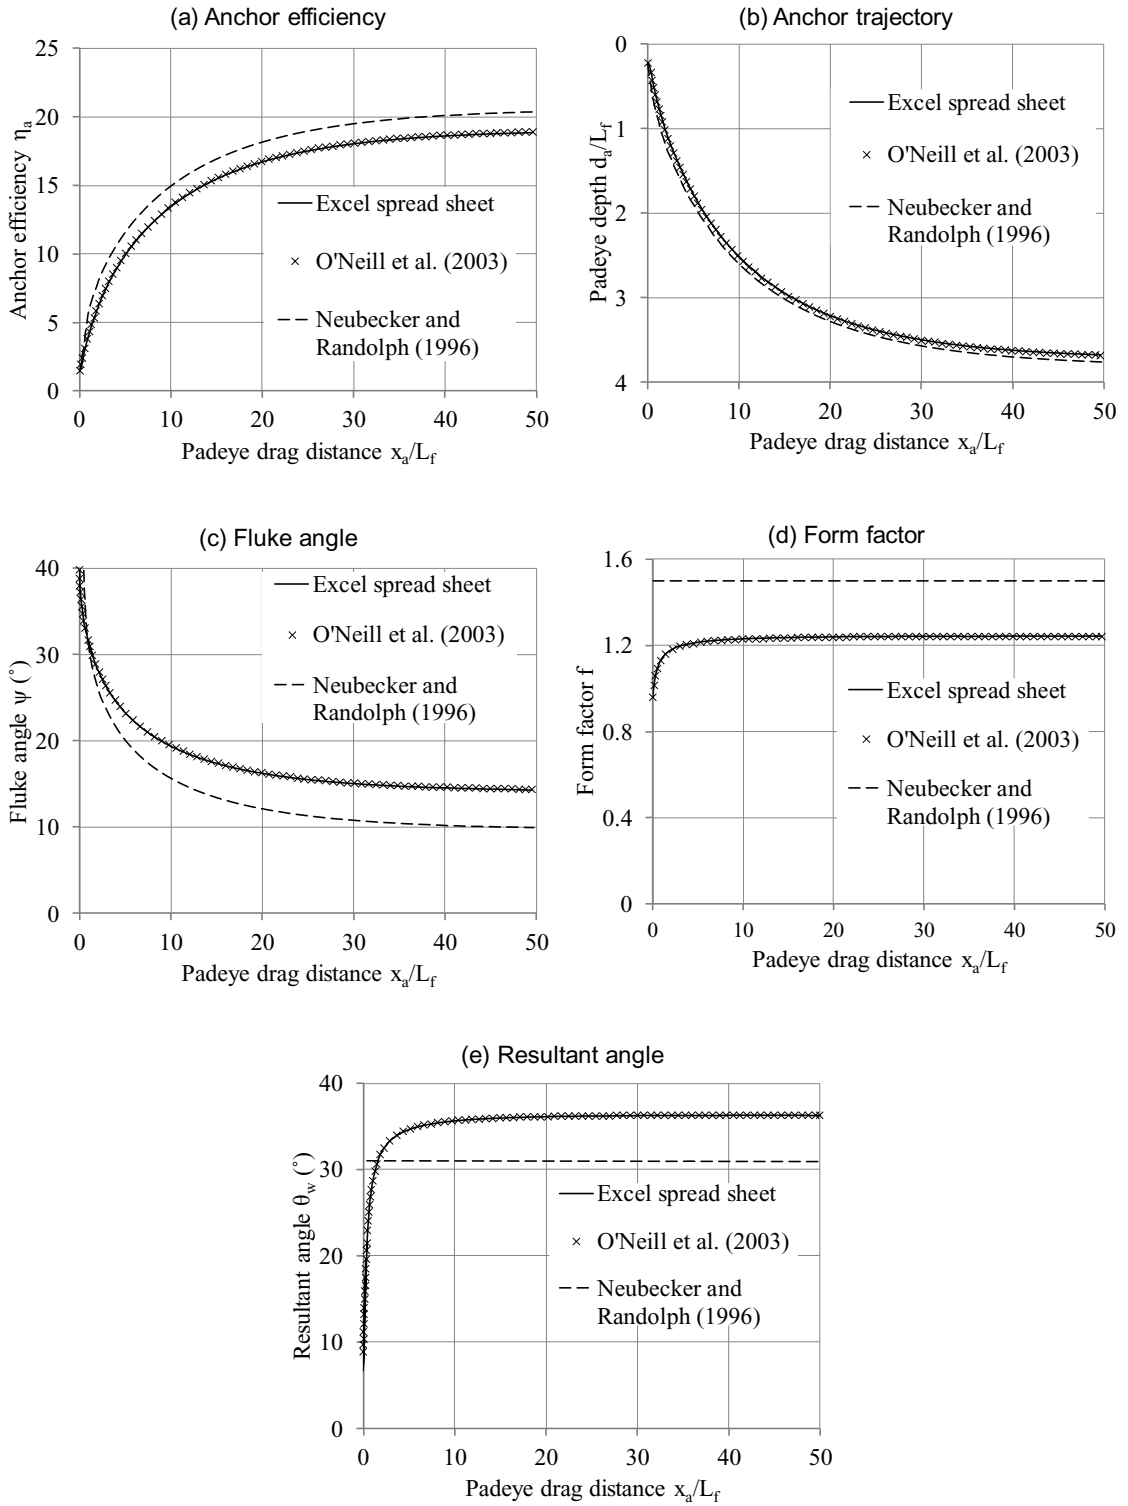 (a) Anchor efficiency
25
20
15
10
5
0
Anchor efficiency ηa
Excel spread sheet
O'Neill et al. (2003)
Neubecker and
Randolph (1996)
0 10 20 30 40 50
Padeye drag distance xa/Lf
(b) Anchor trajectory
0
1
2
3
4
Padeye depth da/Lf
Excel spread sheet
O'Neill et al. (2003)
Neubecker and
Randolph (1996)
0 10 20 30 40 50
Padeye drag distance xa/Lf
(c) Fluke angle
40
30
20
10
0
Fluke angle ψ (°)
Excel spread sheet
O'Neill et al. (2003)
Neubecker and
Randolph (1996)
0 10 20 30 40 50
Padeye drag distance xa/Lf
(d) Form factor
1.6
1.2
0.8
0.4
0
Form factor f
Excel spread sheet
O'Neill et al. (2003)
Neubecker and
Randolph (1996)
0 10 20 30 40 50
Padeye drag distance xa/Lf
(e) Resultant angle
40
30
20
10
0
Resultant angle θw (°)
Excel spread sheet
O'Neill et al. (2003)
Neubecker and
Randolph (1996)
0 10 20 30 40 50
Padeye drag distance xa/Lf